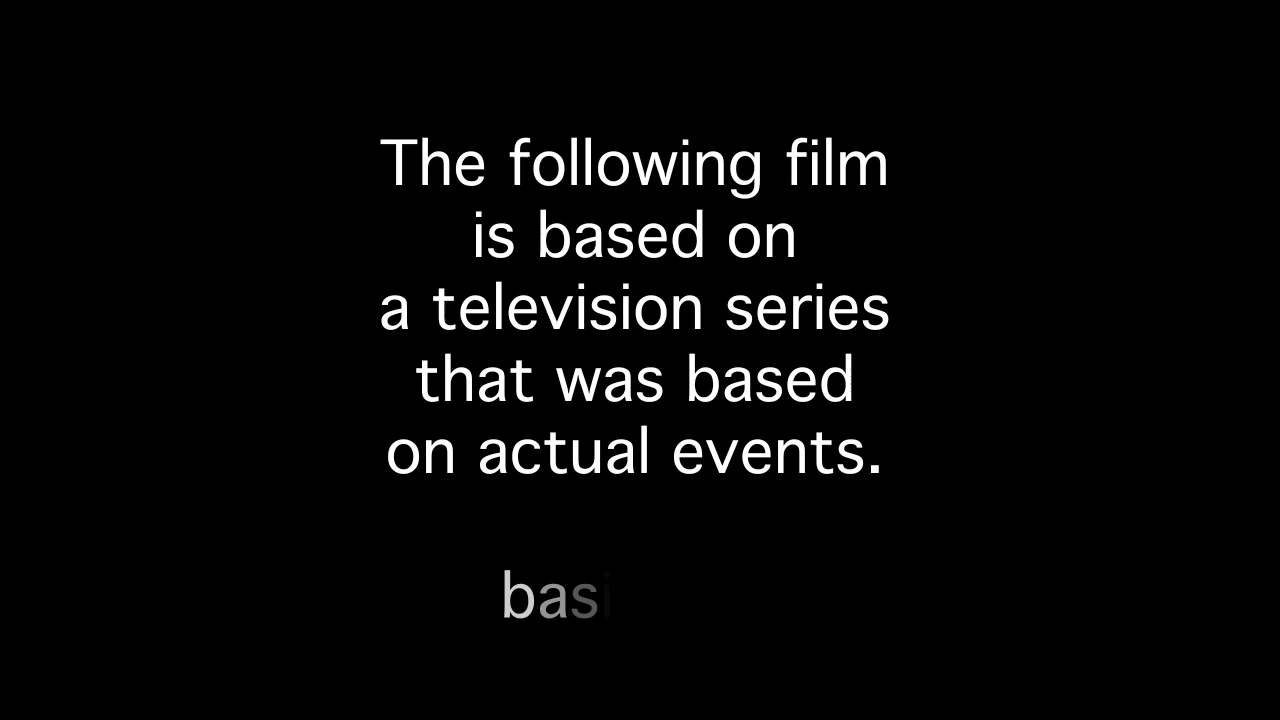 The following film
is based on
a television series
that was based
on actual events.
basi